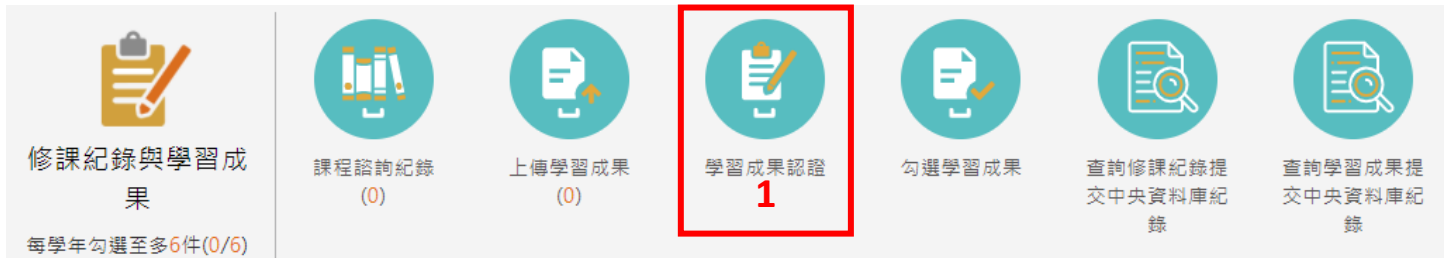 修課紀錄與學習成
果
每學年勾選至多6件(0/6)
課程諮詢紀錄
(0)
上傳學習成果
(0)
學習成果認證
1
勾選學習成果
查詢修課紀錄提
交中央資料庫紀
錄
查詢學習成果提
交中央資料庫紀
錄